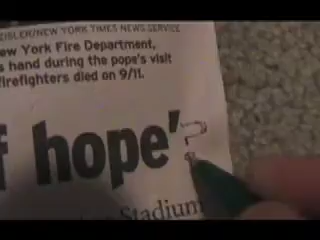 /NEW YORK TIMES NEWS SERVICE
ew York Fire Department,
s hand during the pope's visit
firefighters died on 9/11.
f hope'?
Stadium